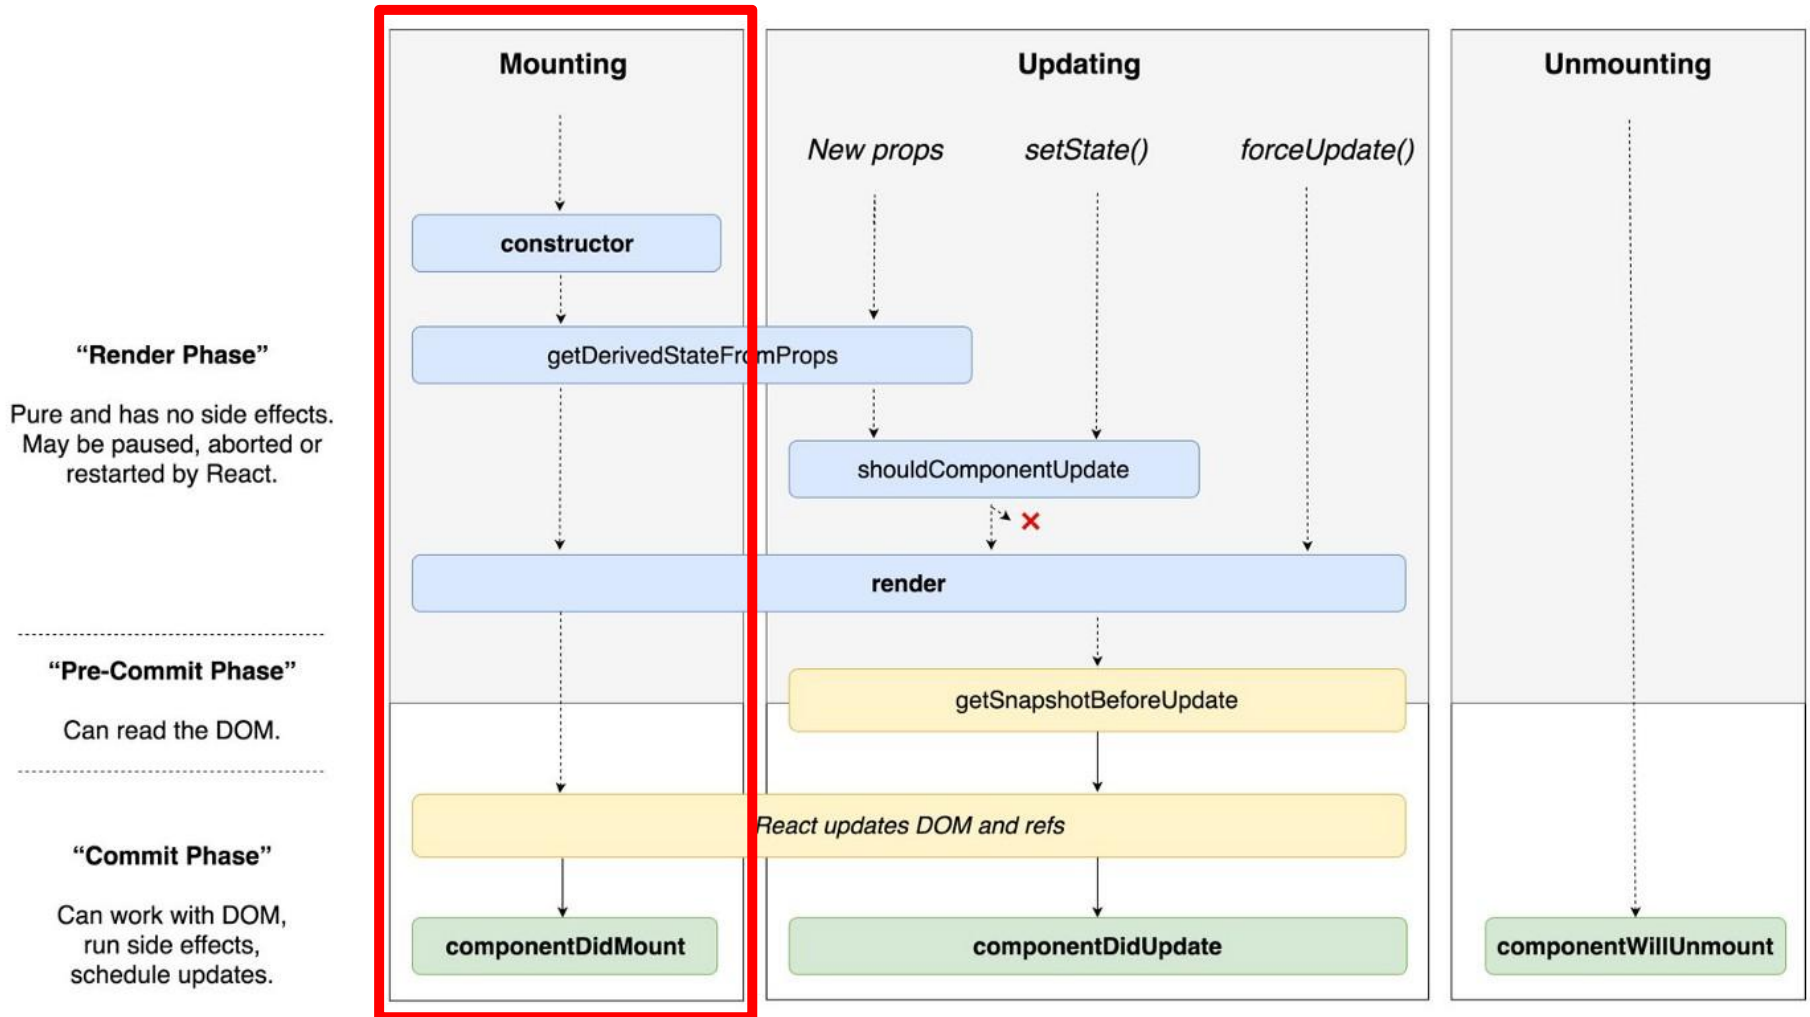 Mounting
Updating
Unmounting
New props
setState()
forceUpdate()
constructor
“Render Phase”
getDerivedStateFromProps
Pure and has no side effects.
May be paused, aborted or
restarted by React.
shouldComponentUpdate
render
“Pre-Commit Phase”
getSnapshotBeforeUpdate
Can read the DOM.
React updates DOM and refs
“Commit Phase”
Can work with DOM,
run side effects,
schedule updates.
componentDidMount
componentDidUpdate
componentWillUnmount